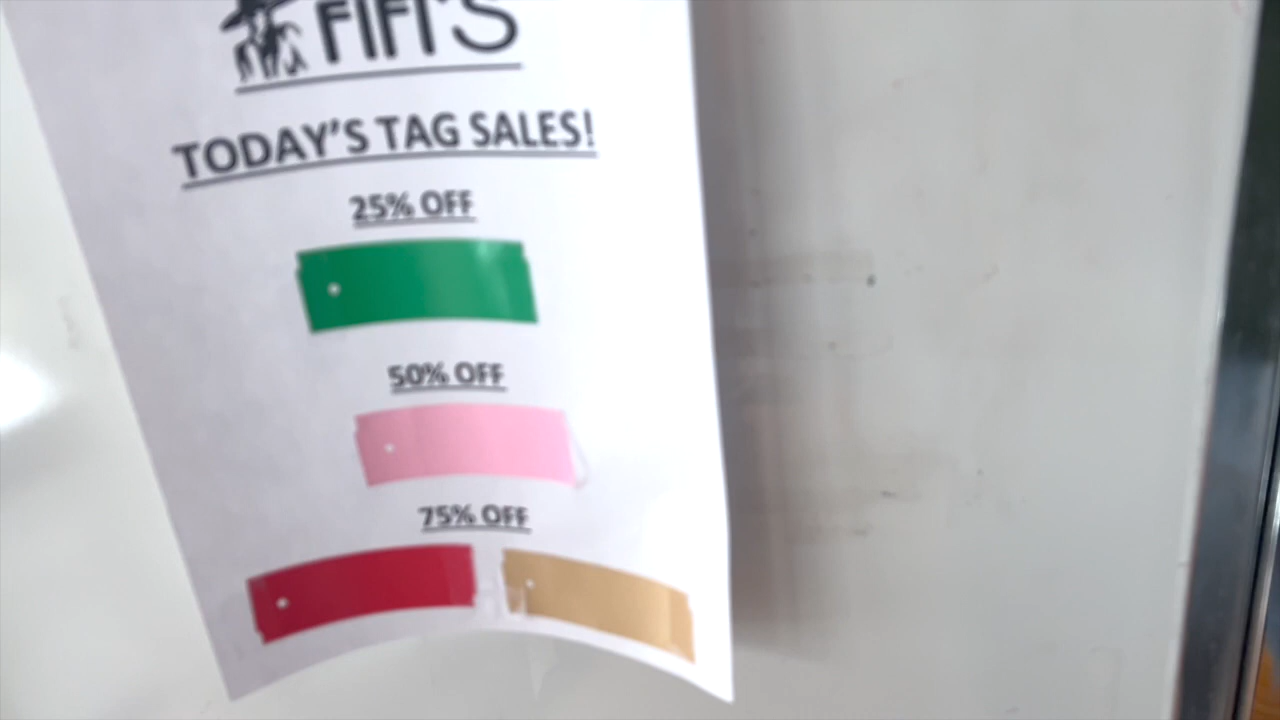 FIFI'S
TODAY'S TAG SALES!
25% OFF
50% OFF
75% OFF